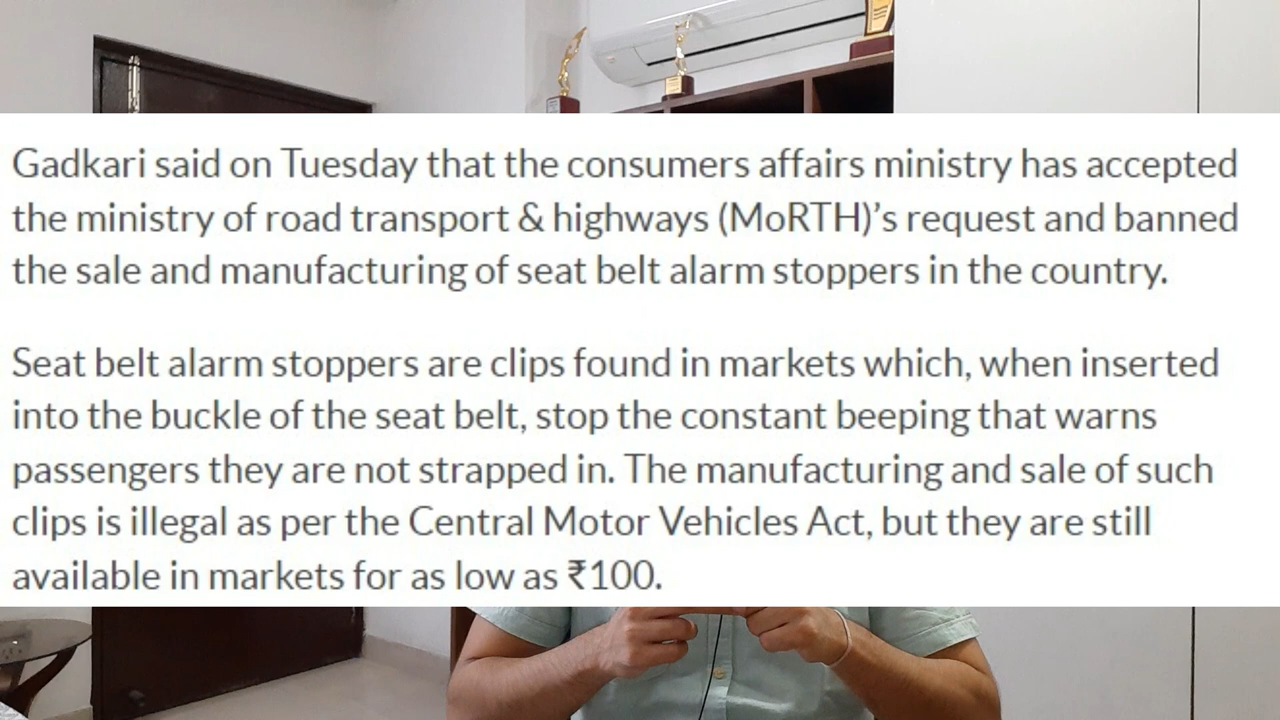 Gadkari said on Tuesday that the consumers affairs ministry has accepted
the ministry of road transport & highways (MoRTH)’s request and banned
the sale and manufacturing of seat belt alarm stoppers in the country.
Seat belt alarm stoppers are clips found in markets which, when inserted
into the buckle of the seat belt, stop the constant beeping that warns
passengers they are not strapped in. The manufacturing and sale of such
clips is illegal as per the Central Motor Vehicles Act, but they are still
available in markets for as low as ₹100.